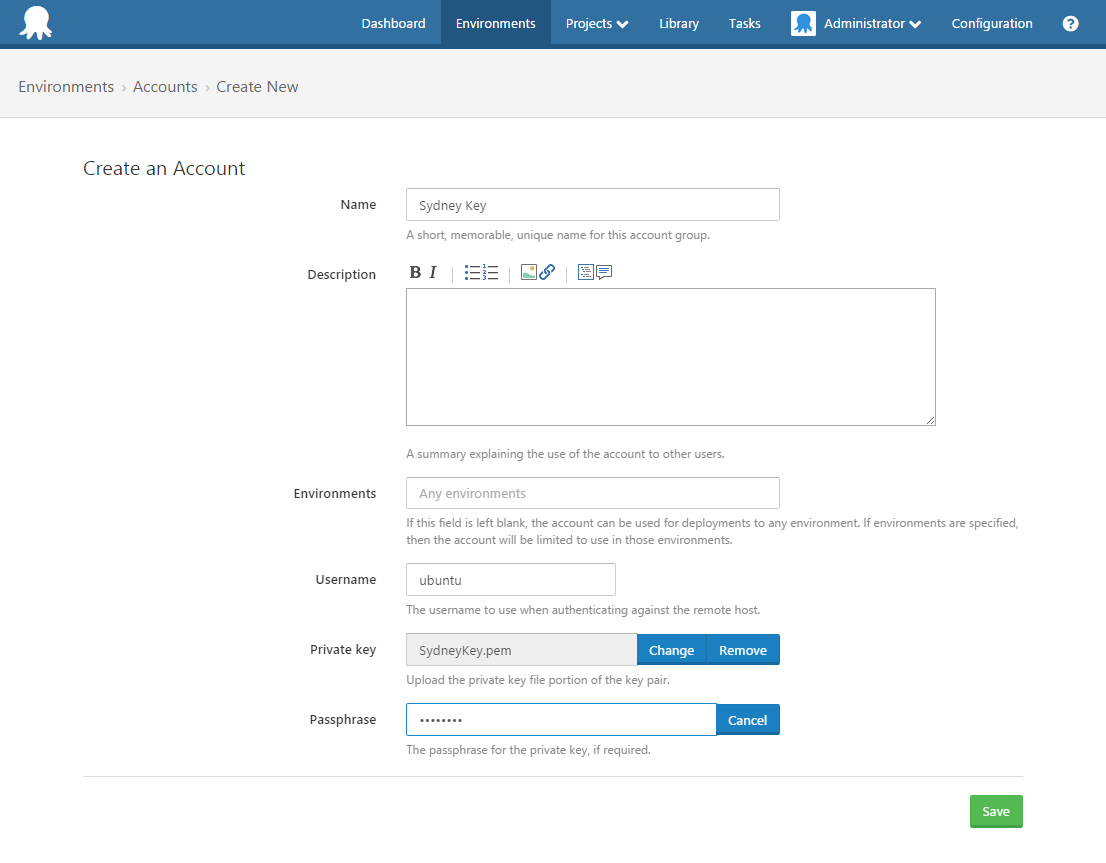 Dashboard Environments Projects Library Tasks Administrator Configuration ?
Environments › Accounts › Create New
Create an Account
Name Sydney Key
A short, memorable, unique name for this account group.
Description B I
A summary explaining the use of the account to other users.
Environments Any environments
If this field is left blank, the account can be used for deployments to any environment. If environments are specified,
then the account will be limited to use in those environments.
Username ubuntu
The username to use when authenticating against the remote host.
Private key SydneyKey.pem Change Remove
Upload the private key file portion of the key pair.
Passphrase •••••••• Cancel
The passphrase for the private key, if required.
Save